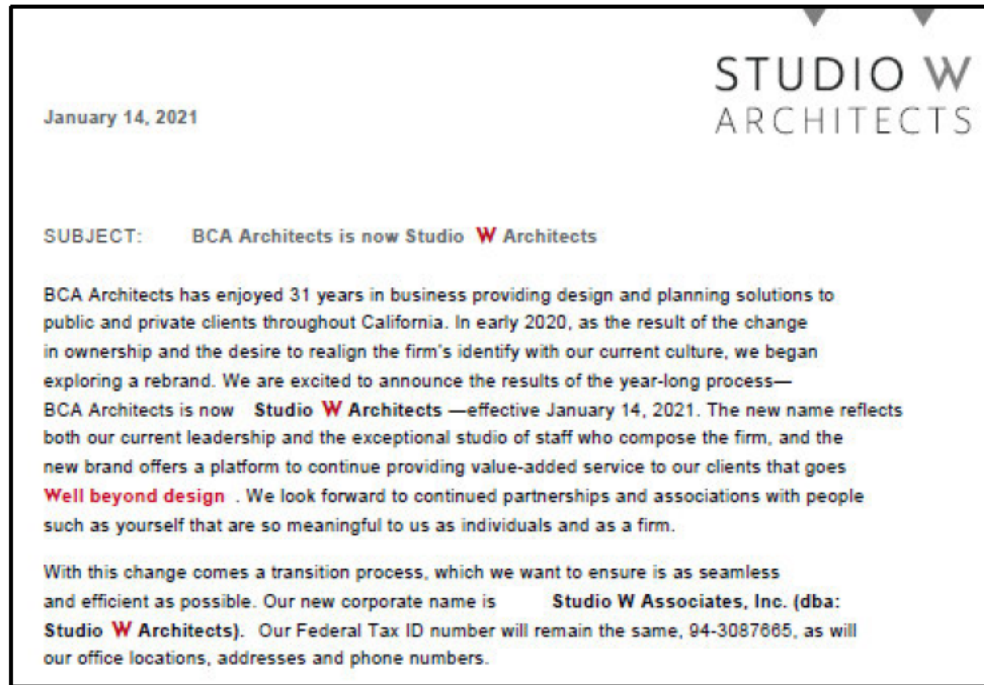 STUDIO W
ARCHITECTS
January 14, 2021
SUBJECT: BCA Architects is now Studio W Architects
BCA Architects has enjoyed 31 years in business providing design and planning solutions to
public and private clients throughout California. In early 2020, as the result of the change
in ownership and the desire to realign the firm's identify with our current culture, we began
exploring a rebrand. We are excited to announce the results of the year-long process—
BCA Architects is now Studio W Architects —effective January 14, 2021. The new name reflects
both our current leadership and the exceptional studio of staff who compose the firm, and the
new brand offers a platform to continue providing value-added service to our clients that goes
Well beyond design . We look forward to continued partnerships and associations with people
such as yourself that are so meaningful to us as individuals and as a firm.
With this change comes a transition process, which we want to ensure is as seamless
and efficient as possible. Our new corporate name is Studio W Associates, Inc. (dba:
Studio W Architects). Our Federal Tax ID number will remain the same, 94-3087665, as will
our office locations, addresses and phone numbers.